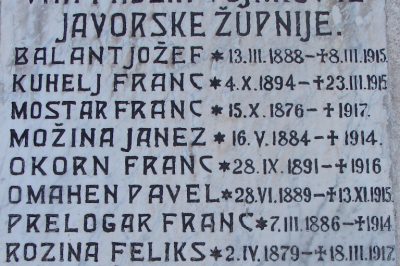 JAVORSKE ŽUPNIJE.
BALANT JOŽEF * 13.III.1888 – † 8.III.1915.
KUHELJ FRANC * 4.X.1894 – † 23.III.1915
MOSTAR FRANC * 15.X.1876 – † 1917.
MOŽINA JANEZ * 16.V.1884 – † 1914.
OKORN FRANC * 28.IX.1891 – † 1916
OMAHEN PAVEL * 28.VI.1889 – † 13.XI.1915.
PRELOGAR FRANC * 7.III.1886 – † 1914
ROZINA FELIKS * 2.IV.1879 – † 18.III.1917.